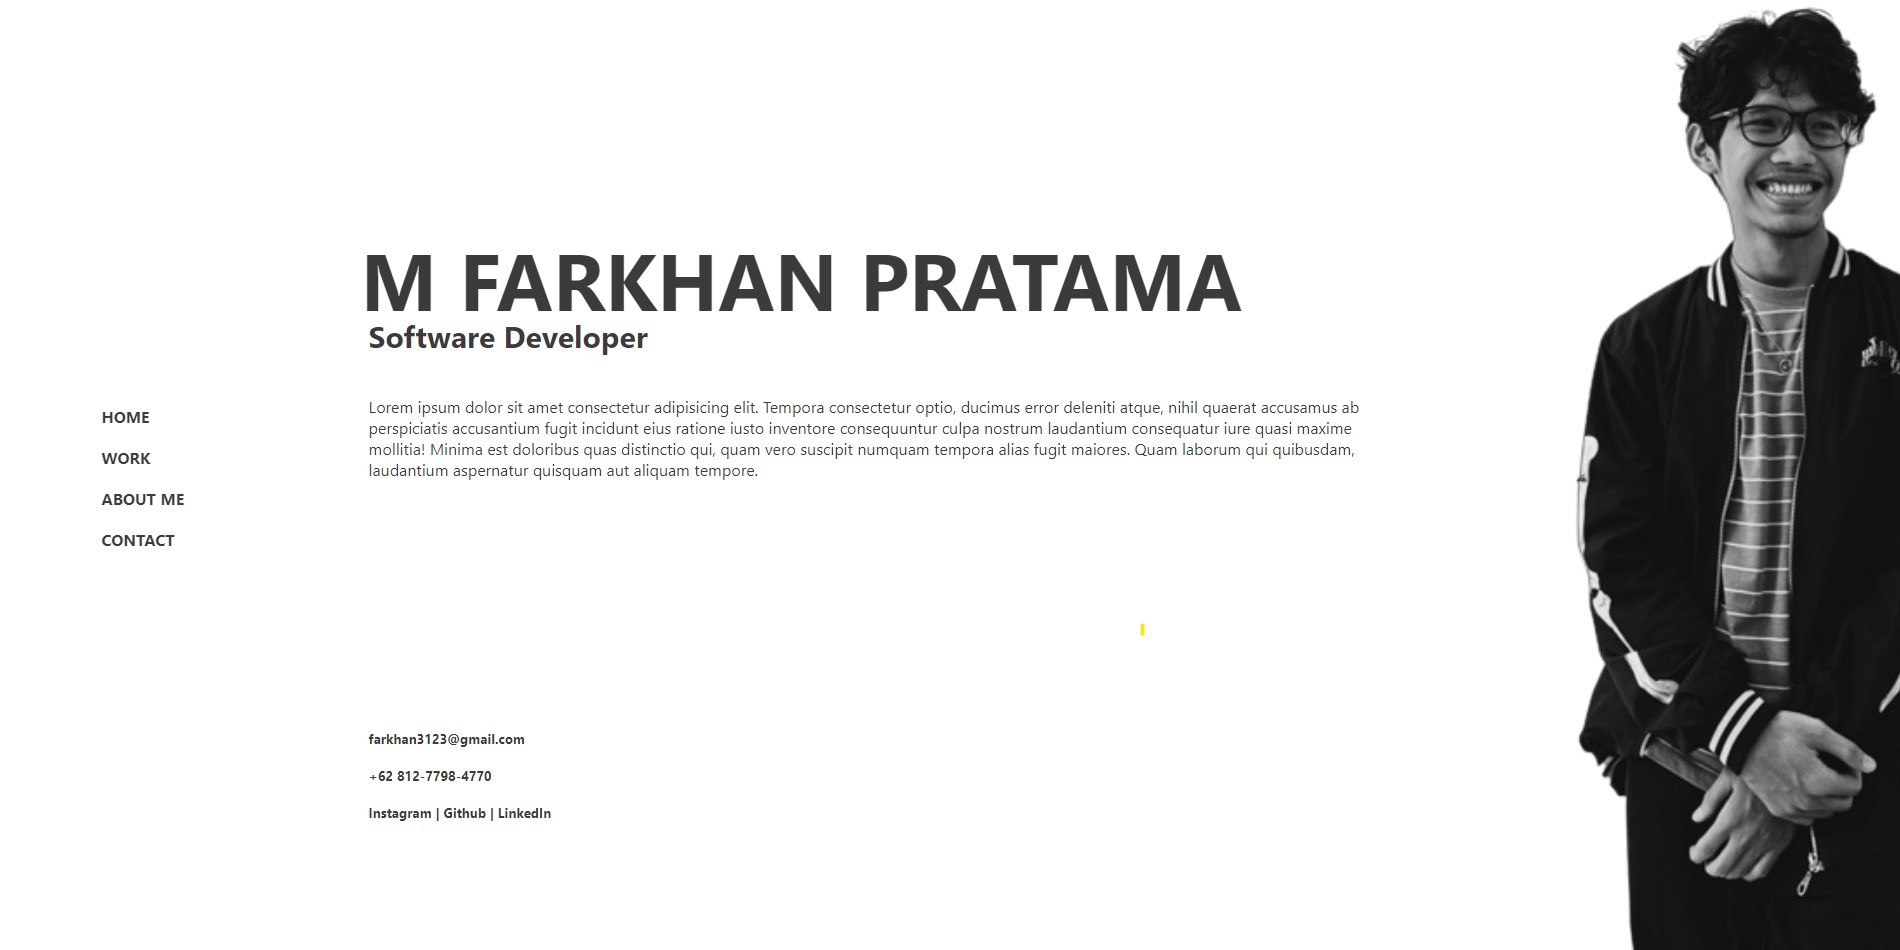 M FARKHAN PRATAMA
Software Developer
HOME
WORK
ABOUT ME
CONTACT
Lorem ipsum dolor sit amet consectetur adipisicing elit. Tempora consectetur optio, ducimus error deleniti atque, nihil quaerat accusamus ab
perspiciatis accusantium fugit incidunt eius ratione iusto inventore consequuntur culpa nostrum laudantium consequatur iure quasi maxime
mollitia! Minima est doloribus quas distinctio qui, quam vero suscipit numquam tempora alias fugit maiores. Quam laborum qui quibusdam,
laudantium aspernatur quisquam aut aliquam tempore.
farkhan3123@gmail.com
+62 812-7798-4770
Instagram | Github | LinkedIn